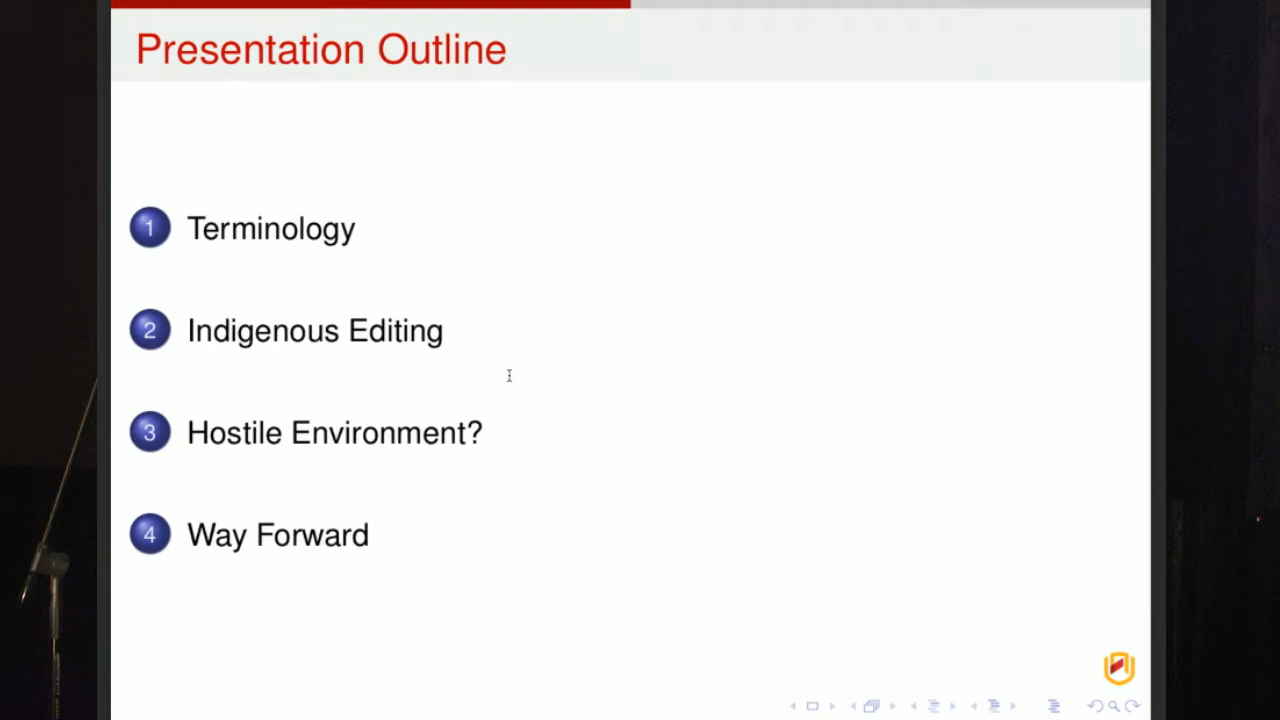 Presentation Outline
1 Terminology
2 Indigenous Editing
3 Hostile Environment?
4 Way Forward